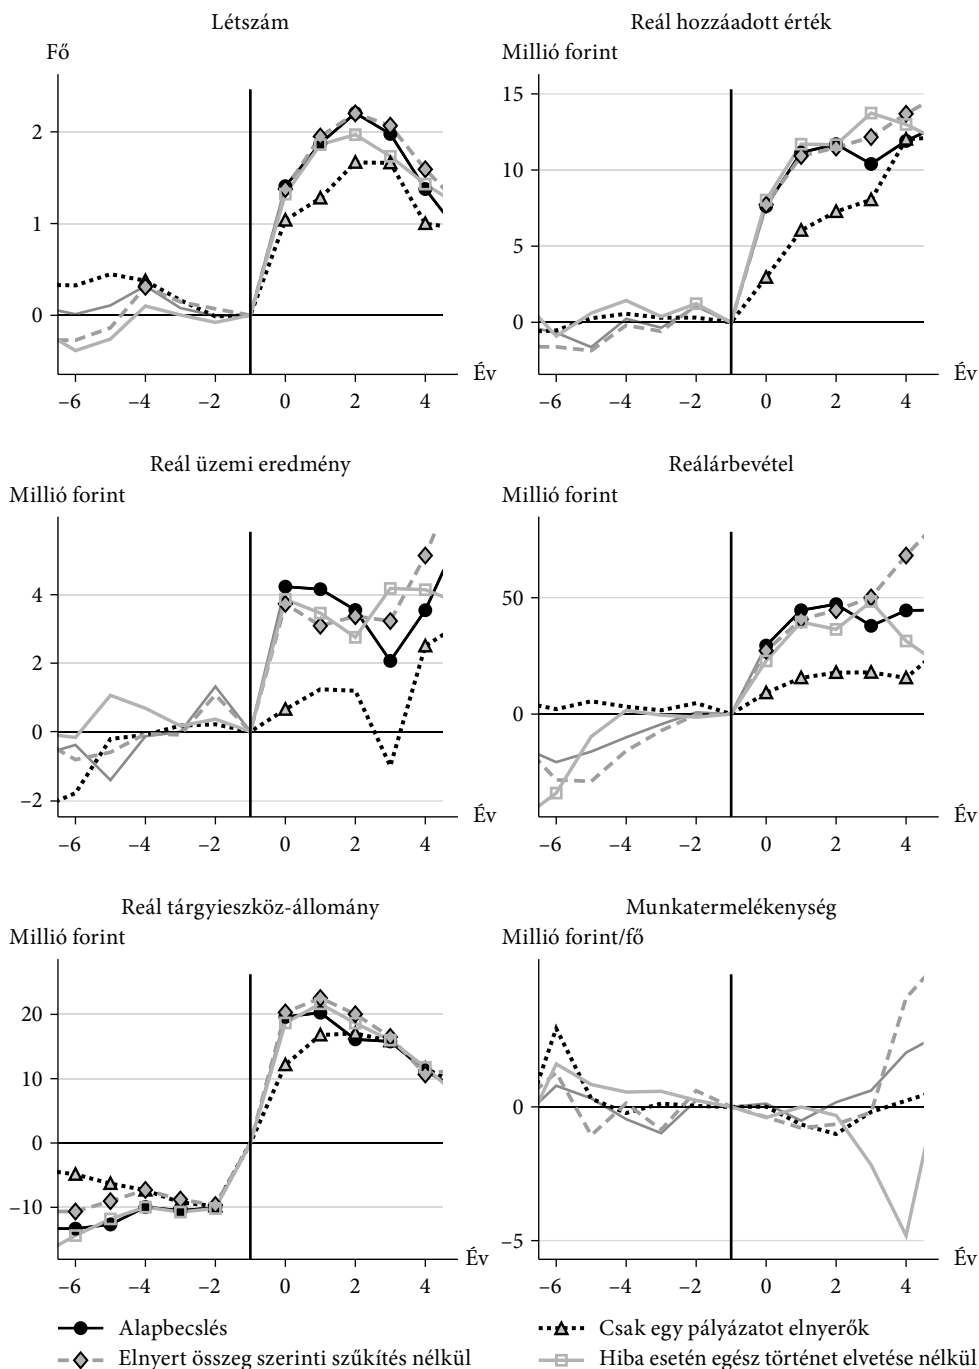 Létszám
Fő
2
1
0
–6 –4 –2 0 2 4
Év
Reál hozzáadott érték
Millió forint
15
10
5
0
–6 –4 –2 0 2 4
Év
Reál üzemi eredmény
Millió forint
4
2
0
–2
–6 –4 –2 0 2 4
Év
Reálárbevétel
Millió forint
50
0
–6 –4 –2 0 2 4
Év
Reál tárgyieszköz-állomány
Millió forint
20
10
0
–10
–6 –4 –2 0 2 4
Év
Munkatermelékenység
Millió forint/fő
0
–5
–6 –4 –2 0 2 4
Év
Alapbecslés
Csak egy pályázatot elnyerők
Elnyert összeg szerinti szűkítés nélkül
Hiba esetén egész történet elvetése nélkül